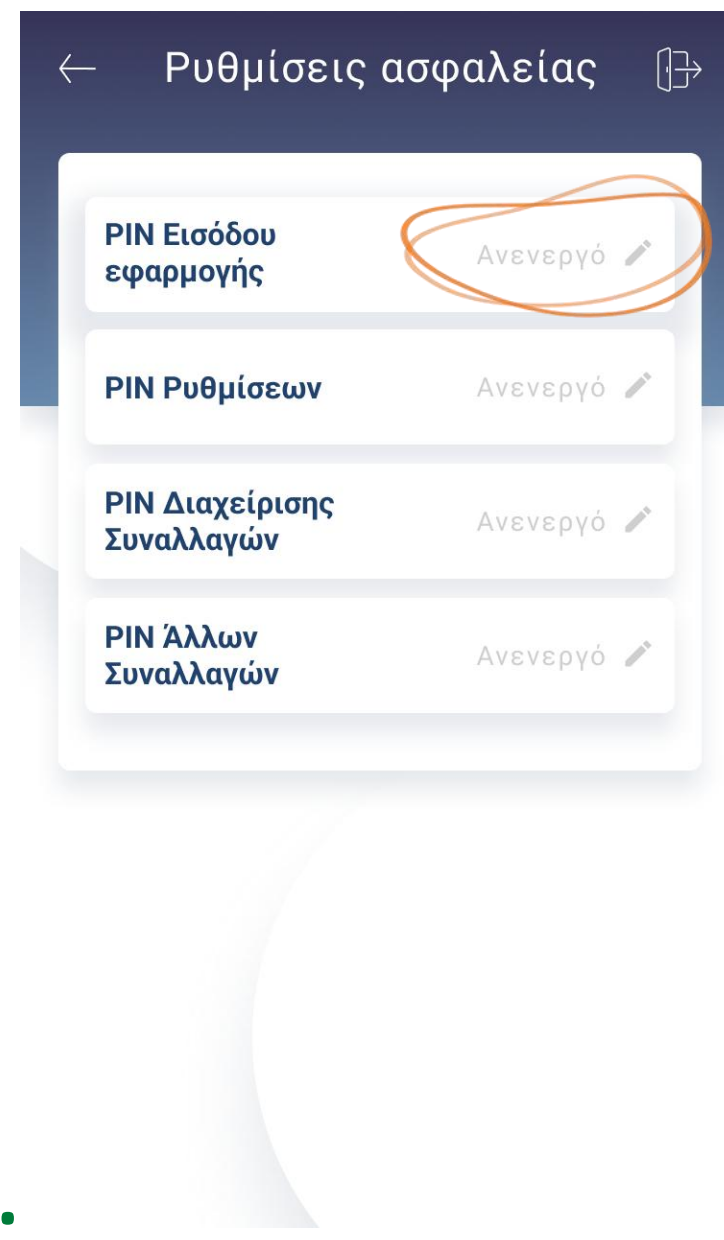 Ρυθμίσεις ασφαλείας
PIN Εισόδου
εφαρμογής
Ανενεργό
PIN Ρυθμίσεων
Ανενεργό
PIN Διαχείρισης
Συναλλαγών
Ανενεργό
PIN Άλλων
Συναλλαγών
Ανενεργό